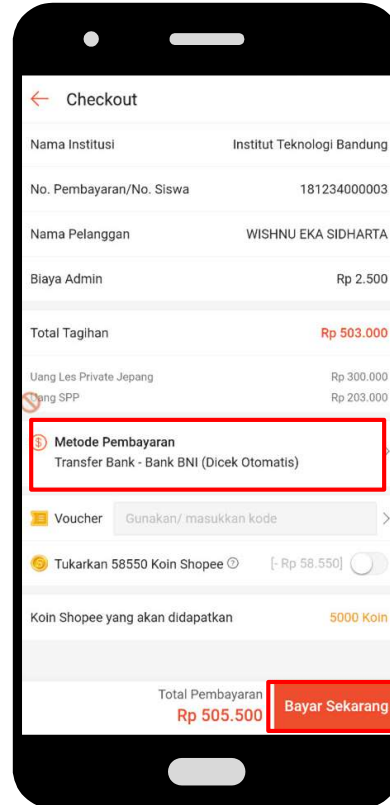 Checkout
Nama Institusi Institut Teknologi Bandung
No. Pembayaran/No. Siswa 181234000003
Nama Pelanggan WISHNU EKA SIDHARTA
Biaya Admin Rp 2.500
Total Tagihan Rp 503.000
Uang Les Private Jepang Rp 300.000
Uang SPP Rp 203.000
Metode Pembayaran
Transfer Bank - Bank BNI (Dicek Otomatis)
Voucher Gunakan/ masukkan kode
Tukarkan 58550 Koin Shopee [- Rp 58.550]
Koin Shopee yang akan didapatkan 5000 Koin
Total Pembayaran
Rp 505.500 Bayar Sekarang